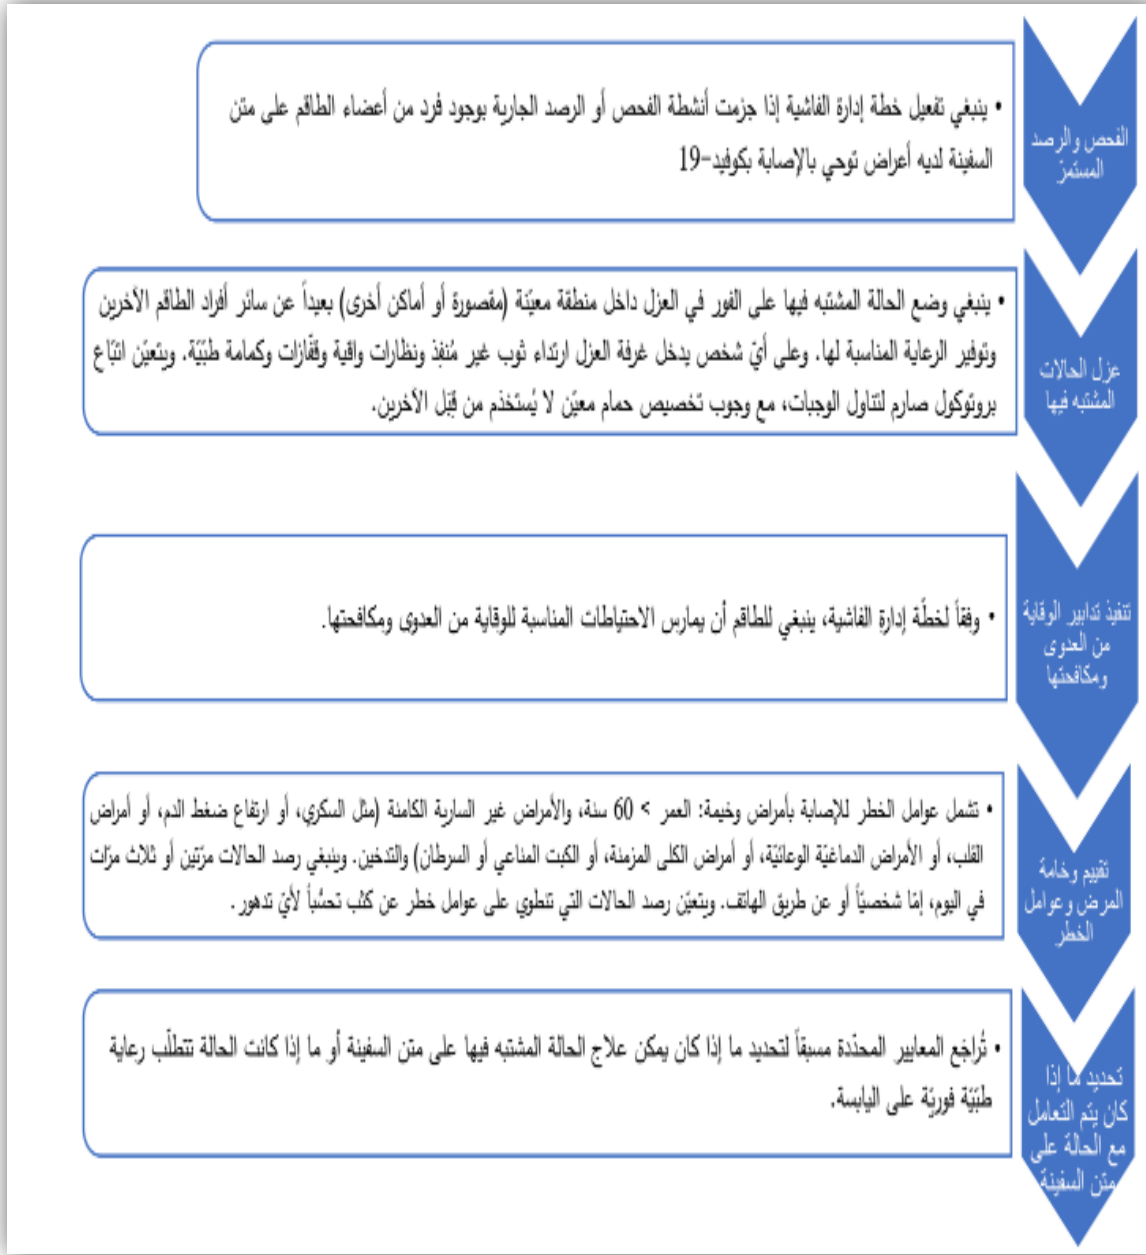 الفحص والرصد
المستمرّ
• ينبغي تفعيل خطة إدارة الفاشية إذا جزمت أنشطة الفحص أو الرصد الجارية بوجود فرد من أعضاء الطاقم على متن
السفينة لديه أعراض توحي بالإصابة بكوفيد-19
عزل الحالات
المشتبه فيها
• ينبغي وضع الحالة المشتبه فيها على الفور في العزل داخل منطقة معيّنة (مقصورة أو أماكن أخرى) بعيداً عن سائر أفراد الطاقم الآخرين
وتوفير الرعاية المناسبة لها. وعلى أيّ شخص يدخل غرفة العزل ارتداء ثوب غير مُنفِذ ونظارات واقية وقفّازات وكمامة طبّيّة. ويتعيّن اتّباع
بروتوكول صارم لتناول الوجبات، مع وجوب تخصيص حمام معيّن لا يُستخدَم من قِبَل الآخرين.
تنفيذ تدابير الوقاية
من العدوى
ومكافحتها
• وفقاً لخطّة إدارة الفاشية، ينبغي للطاقم أن يمارس الاحتياطات المناسبة للوقاية من العدوى ومكافحتها.
تقييم وخامة
المرض وعوامل
الخطر
• تشمل عوامل الخطر للإصابة بأمراض وخيمة: العمر > 60 سنة، والأمراض غير السارية الكامنة (مثل السكري، أو ارتفاع ضغط الدم، أو أمراض
القلب، أو الأمراض الدماغيّة الوعائيّة، أو أمراض الكلى المزمنة، أو الكبت المناعي أو السرطان) والتدخين. وينبغي رصد الحالات مرّتين أو ثلاث مرّات
في اليوم، إمّا شخصيّاً أو عن طريق الهاتف. ويتعيّن رصد الحالات التي تنطوي على عوامل خطر عن كثب تحسُّباً لأيّ تدهور.
تحديد ما إذا
كان يتم التعامل
مع الحالة على
متن السفينة
• تُراجَع المعايير المحدّدة مسبقاً لتحديد ما إذا كان يمكن علاج الحالة المشتبه فيها على متن السفينة أو ما إذا كانت الحالة تتطلّب رعاية
طبّيّة فوريّة على اليابسة.